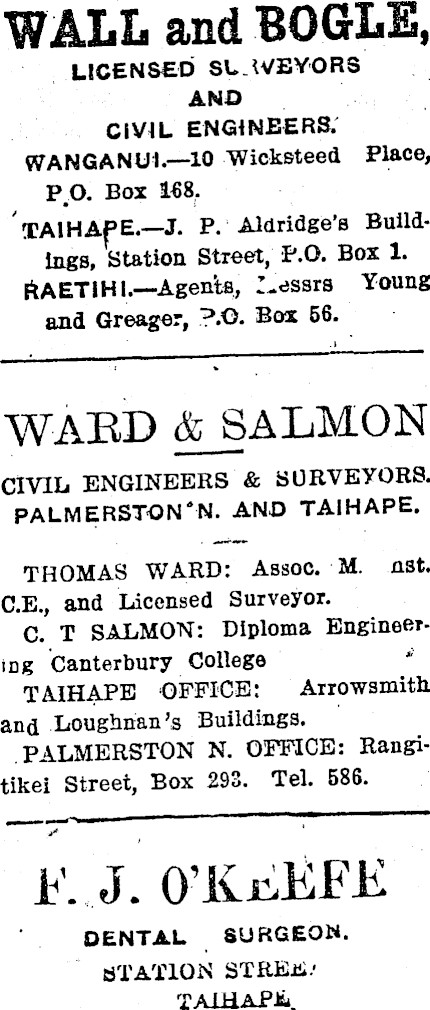 WALL and BOGLE,
LICENSED SURVEYORS
AND
CIVIL ENGINEERS.
WANGANUI.—10 Wicksteed Place,
P.O. Box 168.
TAIHAPE.—J. P. Aldridge's Build-
ings, Station Street, P.O. Box 1.
RAETIHI.—Agents, Messrs Young
and Greager, P.O. Box 56.
WARD & SALMON
CIVIL ENGINEERS & SURVEYORS.
PALMERSTON N. AND TAIHAPE.
THOMAS WARD: Assoc. M. Inst.
C.E., and Licensed Surveyor.
C. T SALMON: Diploma Engineer-
ing Canterbury College
TAIHAPE OFFICE: Arrowsmith
and Loughnan's Buildings.
PALMERSTON N. OFFICE: Rangi-
tikei Street, Box 293. Tel. 586.
F. J. O'KEEFE
DENTAL SURGEON.
STATION STREET
TAIHAPE